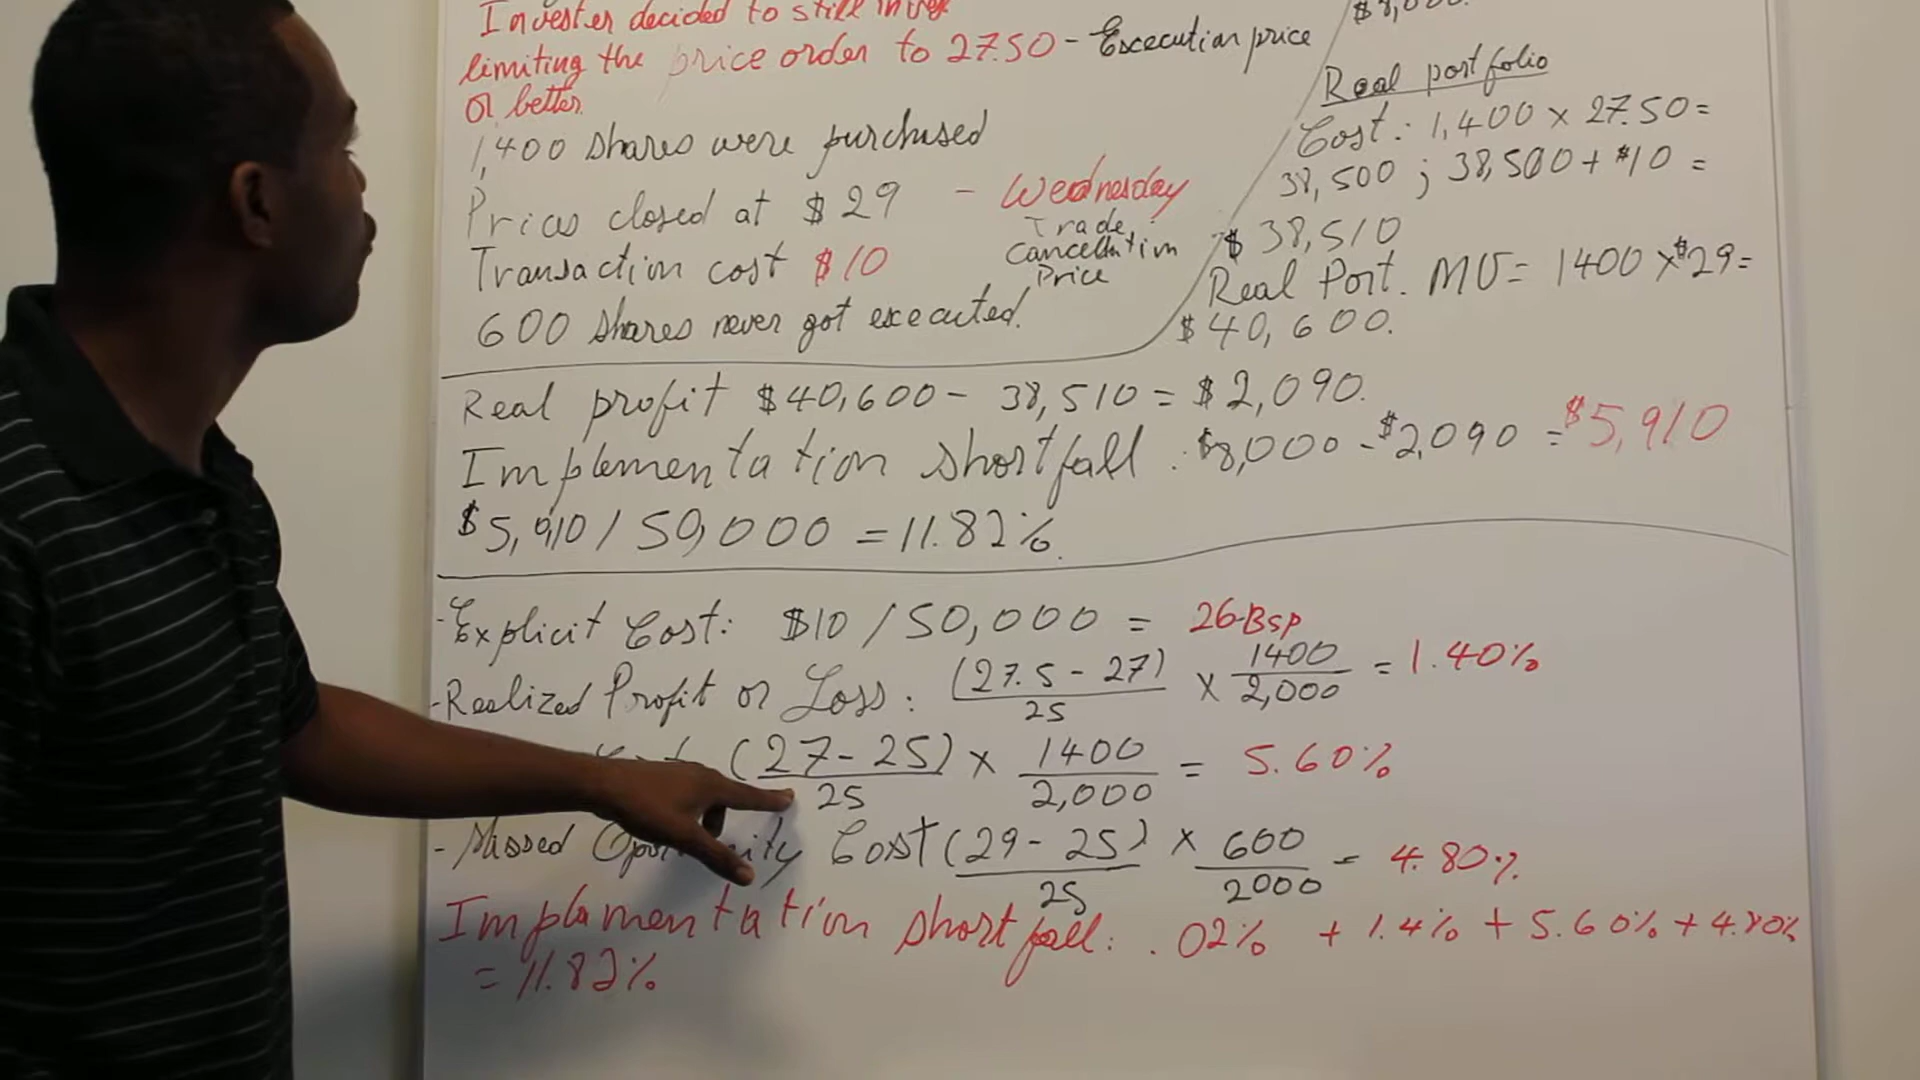 Invester decided to still inves
limiting the price order to 27.50 - Execution price
Or better.
1,400 shares were purchased
Prices closed at $29 - Wednesday
Trade
Cancellation
Price
Transaction cost $10
600 shares never got executed.
$8,000.
Real portfolio
Cost: 1,400 x 27.50 =
38,500 ; 38,500 + $10 =
$38,510
Real Port. MV = 1400 x $29 =
$40,600.
Real profit $40,600 - 38,510 = $2,090.
Implementation shortfall: $8,000 - $2,090 = $5,910
$5,910 / 50,000 = 11.82%.
- Explicit Cost: $10 / 50,000 = 26-Bsp
- Realized Profit or Loss: (27.5 - 27) / 25 x 1400 / 2,000 = 1.40%
(27 - 25) / 25 x 1400 / 2,000 = 5.60%
- Missed Cost (29 - 25) / 25 x 600 / 2000 = 4.80%
Implamentation shortfall: .02% + 1.4% + 5.60% + 4.80%
= 11.82%